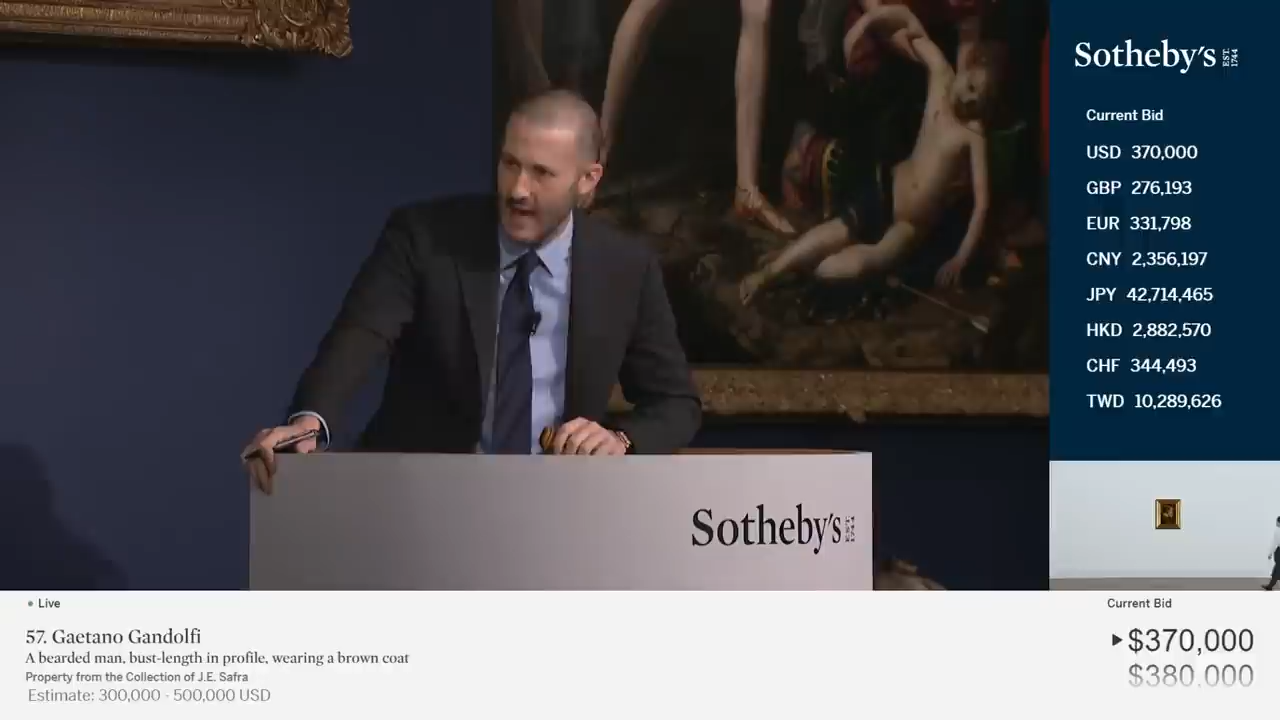 Sotheby's EST. 1744
Current Bid
USD 370,000
GBP 276,193
EUR 331,798
CNY 2,356,197
JPY 42,714,465
HKD 2,882,570
CHF 344,493
TWD 10,289,626
Sotheby's EST. 1744
• Live
57. Gaetano Gandolfi
A bearded man, bust-length in profile, wearing a brown coat
Property from the Collection of J.E. Safra
Estimate: 300,000 - 500,000 USD
Current Bid
$370,000
$380,000